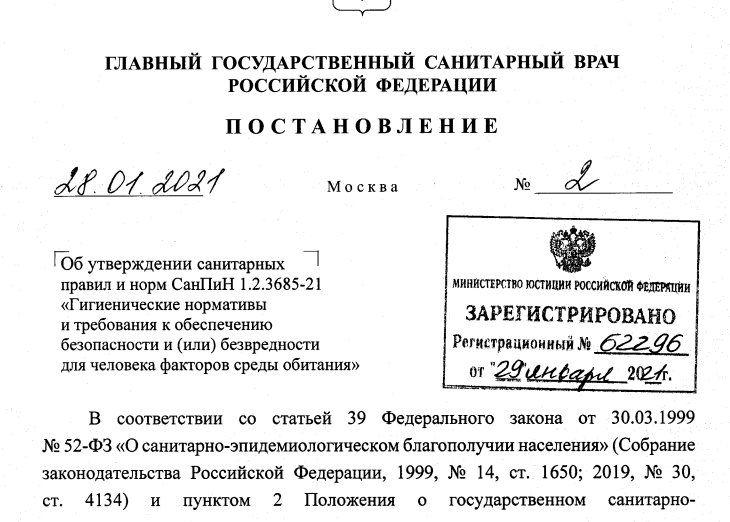 ГЛАВНЫЙ ГОСУДАРСТВЕННЫЙ САНИТАРНЫЙ ВРАЧ
РОССИЙСКОЙ ФЕДЕРАЦИИ
ПОСТАНОВЛЕНИЕ
28.01.2021 Москва № 2
Об утверждении санитарных
правил и норм СанПиН 1.2.3685-21
«Гигиенические нормативы
и требования к обеспечению
безопасности и (или) безвредности
для человека факторов среды обитания»
МИНИСТЕРСТВО ЮСТИЦИИ РОССИЙСКОЙ ФЕДЕРАЦИИ
ЗАРЕГИСТРИРОВАНО
Регистрационный № 62296
от "29" января 2021г.
В соответствии со статьей 39 Федерального закона от 30.03.1999
№ 52-ФЗ «О санитарно-эпидемиологическом благополучии населения» (Собрание
законодательства Российской Федерации, 1999, № 14, ст. 1650; 2019, № 30,
ст. 4134) и пунктом 2 Положения о государственном санитарно-